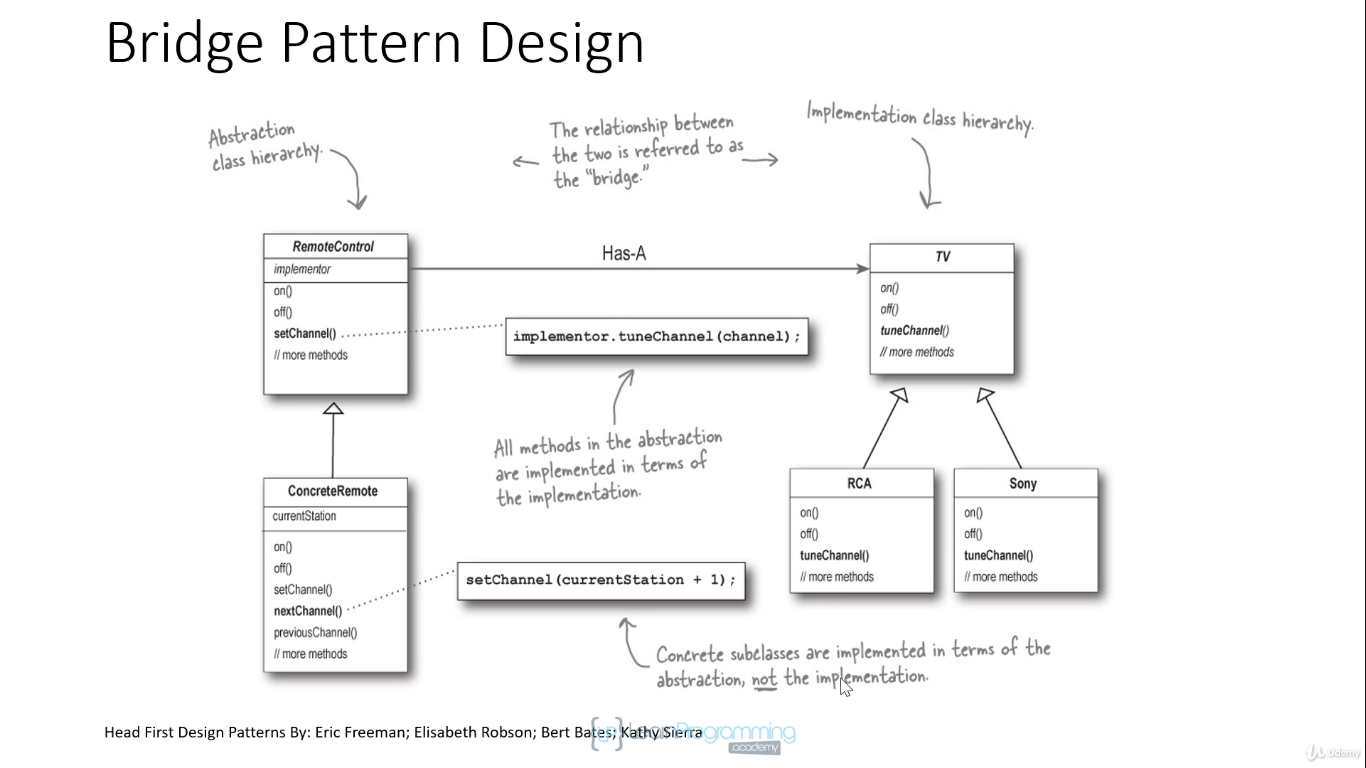 Bridge Pattern Design
Abstraction
class hierarchy.
The relationship between
the two is referred to as
the "bridge."
Implementation class hierarchy.
RemoteControl
implementor
on()
off()
setChannel()
// more methods
Has-A
implementor.tuneChannel(channel);
TV
on()
off()
tuneChannel()
// more methods
All methods in the abstraction
are implemented in terms of
the implementation.
ConcreteRemote
currentStation
on()
off()
setChannel()
nextChannel()
previousChannel()
// more methods
setChannel(currentStation + 1);
RCA
on()
off()
tuneChannel()
// more methods
Sony
on()
off()
tuneChannel()
// more methods
Concrete subclasses are implemented in terms of the
abstraction, not the implementation.
Head First Design Patterns By: Eric Freeman; Elisabeth Robson; Bert Bates; Kathy Sierra
Learn Programming
.academy
Udemy